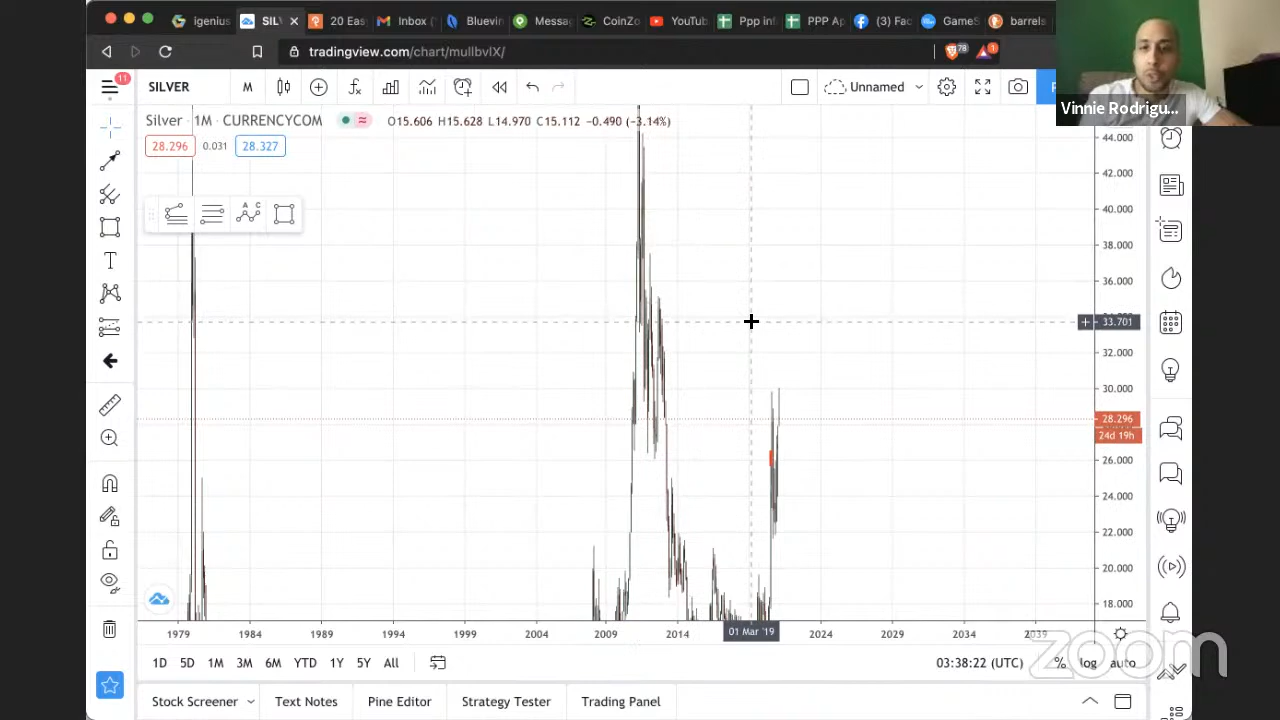 igenius
SIL
20 Eas
Inbox (
Bluevin
Messa
CoinZo
YouTub
Ppp inf
PPP Ap
(3) Fac
GameS
barrels
tradingview.com/chart/mullbvlX/
78
1
Vinnie Rodrigu...
11
SILVER
M
Unnamed
Silver · 1M · CURRENCYCOM
O15.606 H15.628 L14.970 C15.112 -0.490 (-3.14%)
28.296
0.031
28.327
A C
T
44.000
42.000
40.000
38.000
36.000
33.701
32.000
30.000
28.296
24d 19h
26.000
24.000
22.000
20.000
18.000
1979
1984
1989
1994
1999
2004
2009
2014
01 Mar '19
2024
2029
2034
2039
1D
5D
1M
3M
6M
YTD
1Y
5Y
All
03:38:22 (UTC)
%
log
auto
zoom
Stock Screener
Text Notes
Pine Editor
Strategy Tester
Trading Panel